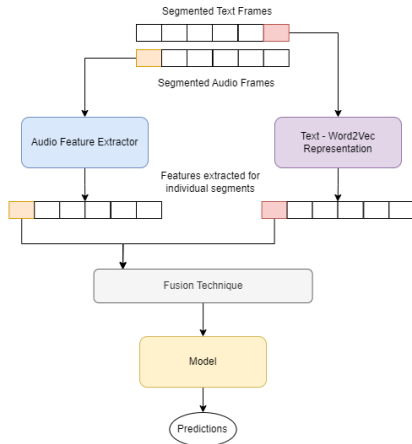 Segmented Text Frames
Segmented Audio Frames
Audio Feature Extractor
Text - Word2Vec
Representation
Features extracted for
individual segments
Fusion Technique
Model
Predictions